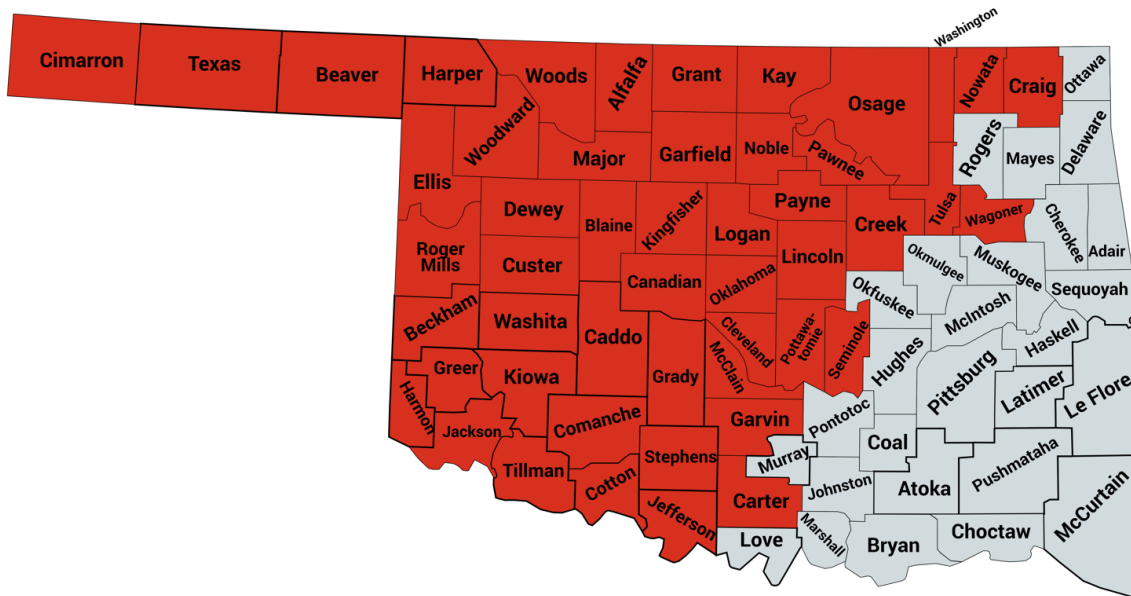 Washington
Cimarron
Texas
Beaver
Harper
Woods
Alfalfa
Grant
Kay
Osage
Nowata
Craig
Ottawa
Woodward
Major
Garfield
Noble
Pawnee
Rogers
Mayes
Delaware
Ellis
Dewey
Blaine
Kingfisher
Logan
Payne
Creek
Tulsa
Wagoner
Cherokee
Adair
Roger
Mills
Custer
Canadian
Oklahoma
Lincoln
Okmulgee
Muskogee
Sequoyah
Beckham
Washita
Caddo
Grady
Cleveland
McClain
Pottawa-
tomie
Seminole
Okfuskee
McIntosh
Haskell
Hughes
Pittsburg
Latimer
Le Flore
Harmon
Greer
Kiowa
Jackson
Comanche
Garvin
Pontotoc
Coal
Tillman
Cotton
Stephens
Murray
Johnston
Atoka
Pushmataha
McCurtain
Jefferson
Carter
Love
Marshall
Bryan
Choctaw